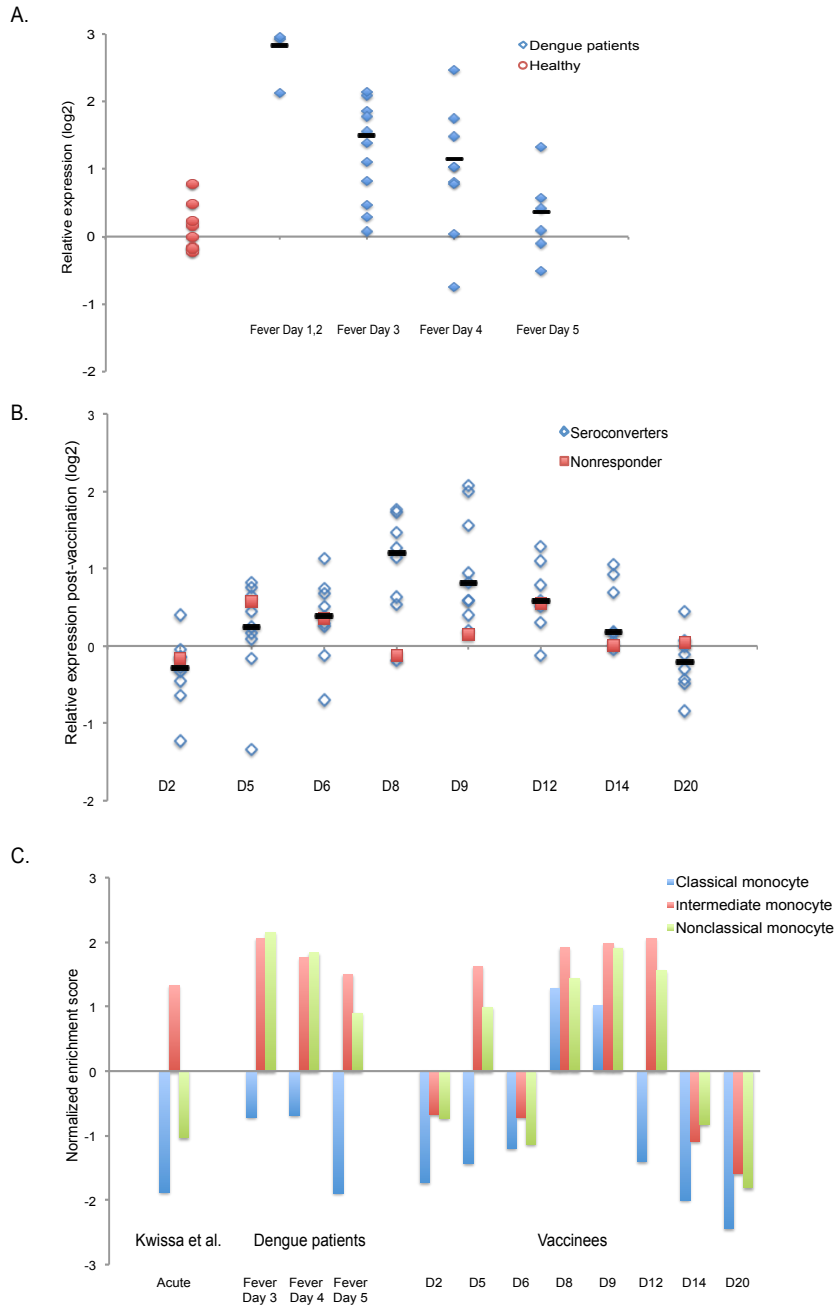 A.
Relative expression (log2)
3
2
1
0
-1
-2
Dengue patients
Healthy
Fever Day 1,2
Fever Day 3
Fever Day 4
Fever Day 5
B.
Relative expression post-vaccination (log2)
3
2
1
0
-1
-2
Seroconverters
Nonresponder
D2
D5
D6
D8
D9
D12
D14
D20
C.
Normalized enrichment score
3
2
1
0
-1
-2
-3
Classical monocyte
Intermediate monocyte
Nonclassical monocyte
Kwissa et al.
Dengue patients
Vaccinees
Acute
Fever
Day 3
Fever
Day 4
Fever
Day 5
D2
D5
D6
D8
D9
D12
D14
D20